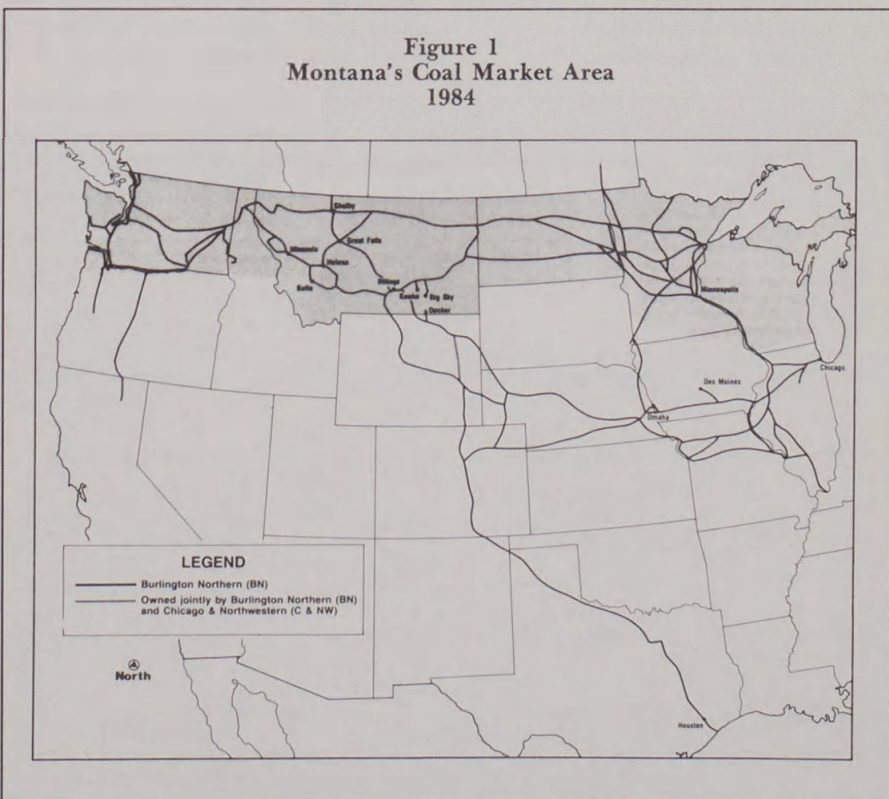 Figure 1
Montana's Coal Market Area
1984
Shelby
Great Falls
Missoula
Helena
Butte
Billings
Big Sky
Decker
Minneapolis
Chicago
Des Moines
Omaha
LEGEND
Burlington Northern (BN)
Owned jointly by Burlington Northern (BN)
and Chicago & Northwestern (C & NW)
North
Houston